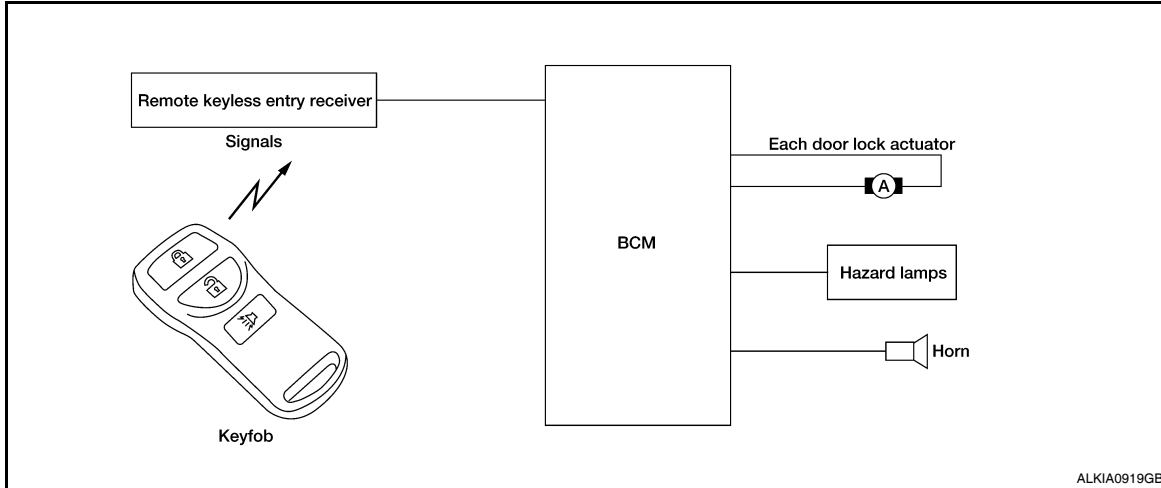 Remote keyless entry receiver
Signals
Each door lock actuator
A
BCM
Hazard lamps
Horn
Keyfob
ALKIA0919GB